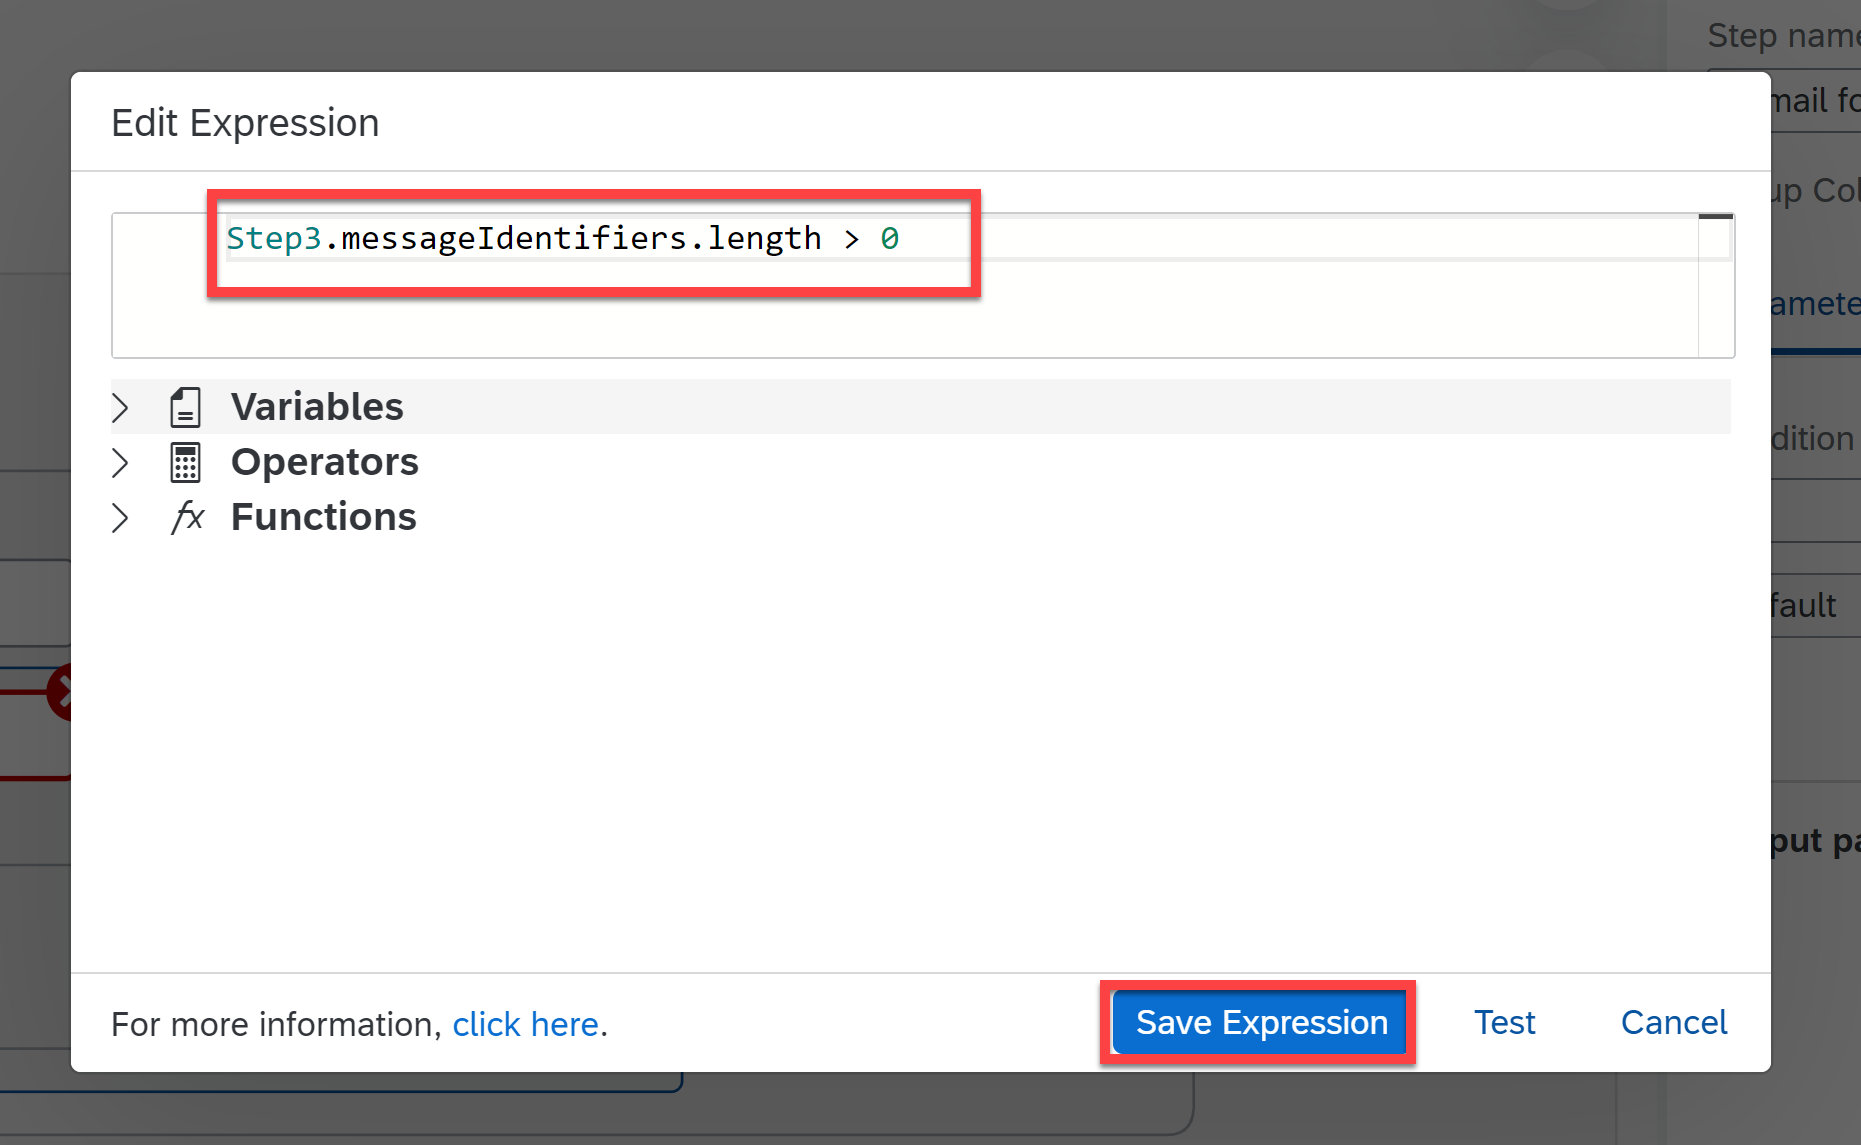 Step name
mail fo
Edit Expression
up Col
Step3.messageIdentifiers.length > 0
amete
Variables
dition
Operators
fx Functions
fault
put pa
For more information, click here.
Save Expression
Test
Cancel